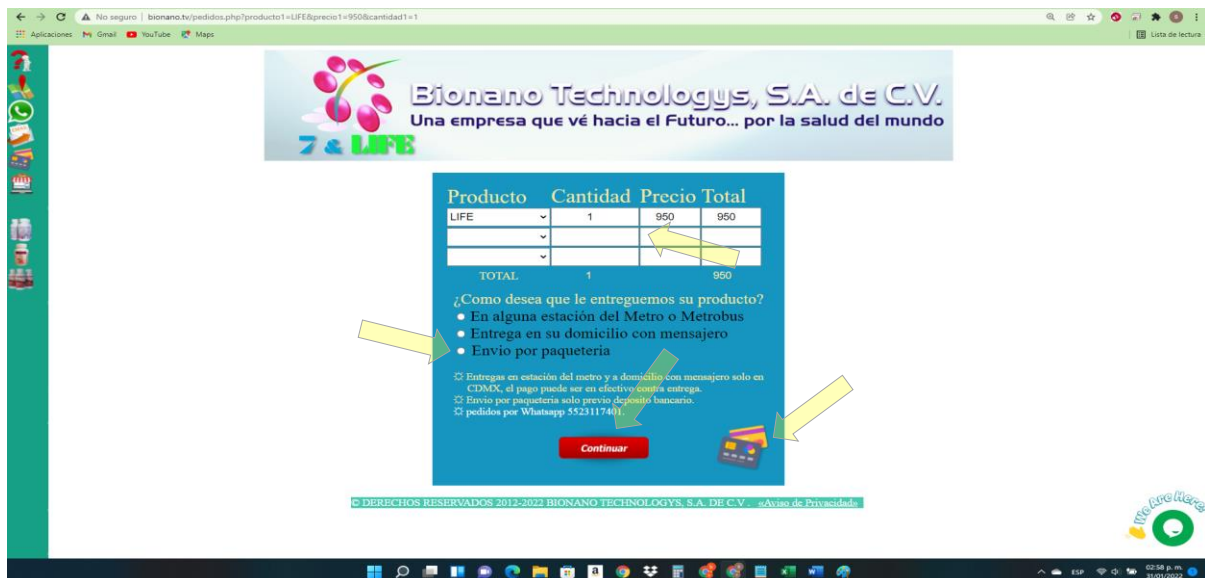 No seguro | bionano.tv/pedidos.php?producto1=LIFE&precio1=950&cantidad1=1
Aplicaciones Gmail YouTube Maps Lista de lectura
Bionano Technologys, S.A. de C.V.
Una empresa que vé hacia el Futuro... por la salud del mundo
7 & LIFE
Producto Cantidad Precio Total
LIFE 1 950 950
TOTAL 1 950
¿Como desea que le entreguemos su producto?
En alguna estación del Metro o Metrobus
Entrega en su domicilio con mensajero
Envio por paqueteria
Entregas en estación del metro y a domicilio con mensajero solo en
CDMX, el pago puede ser en efectivo contra entrega.
Envio por paqueteria solo previo deposito bancario.
pedidos por Whatsapp 5523117401.
Continuar
© DERECHOS RESERVADOS 2012-2022 BIONANO TECHNOLOGYS, S.A. DE C.V . «Aviso de Privacidad»
We Are Here!
ESP
02:58 p. m.
31/01/2022